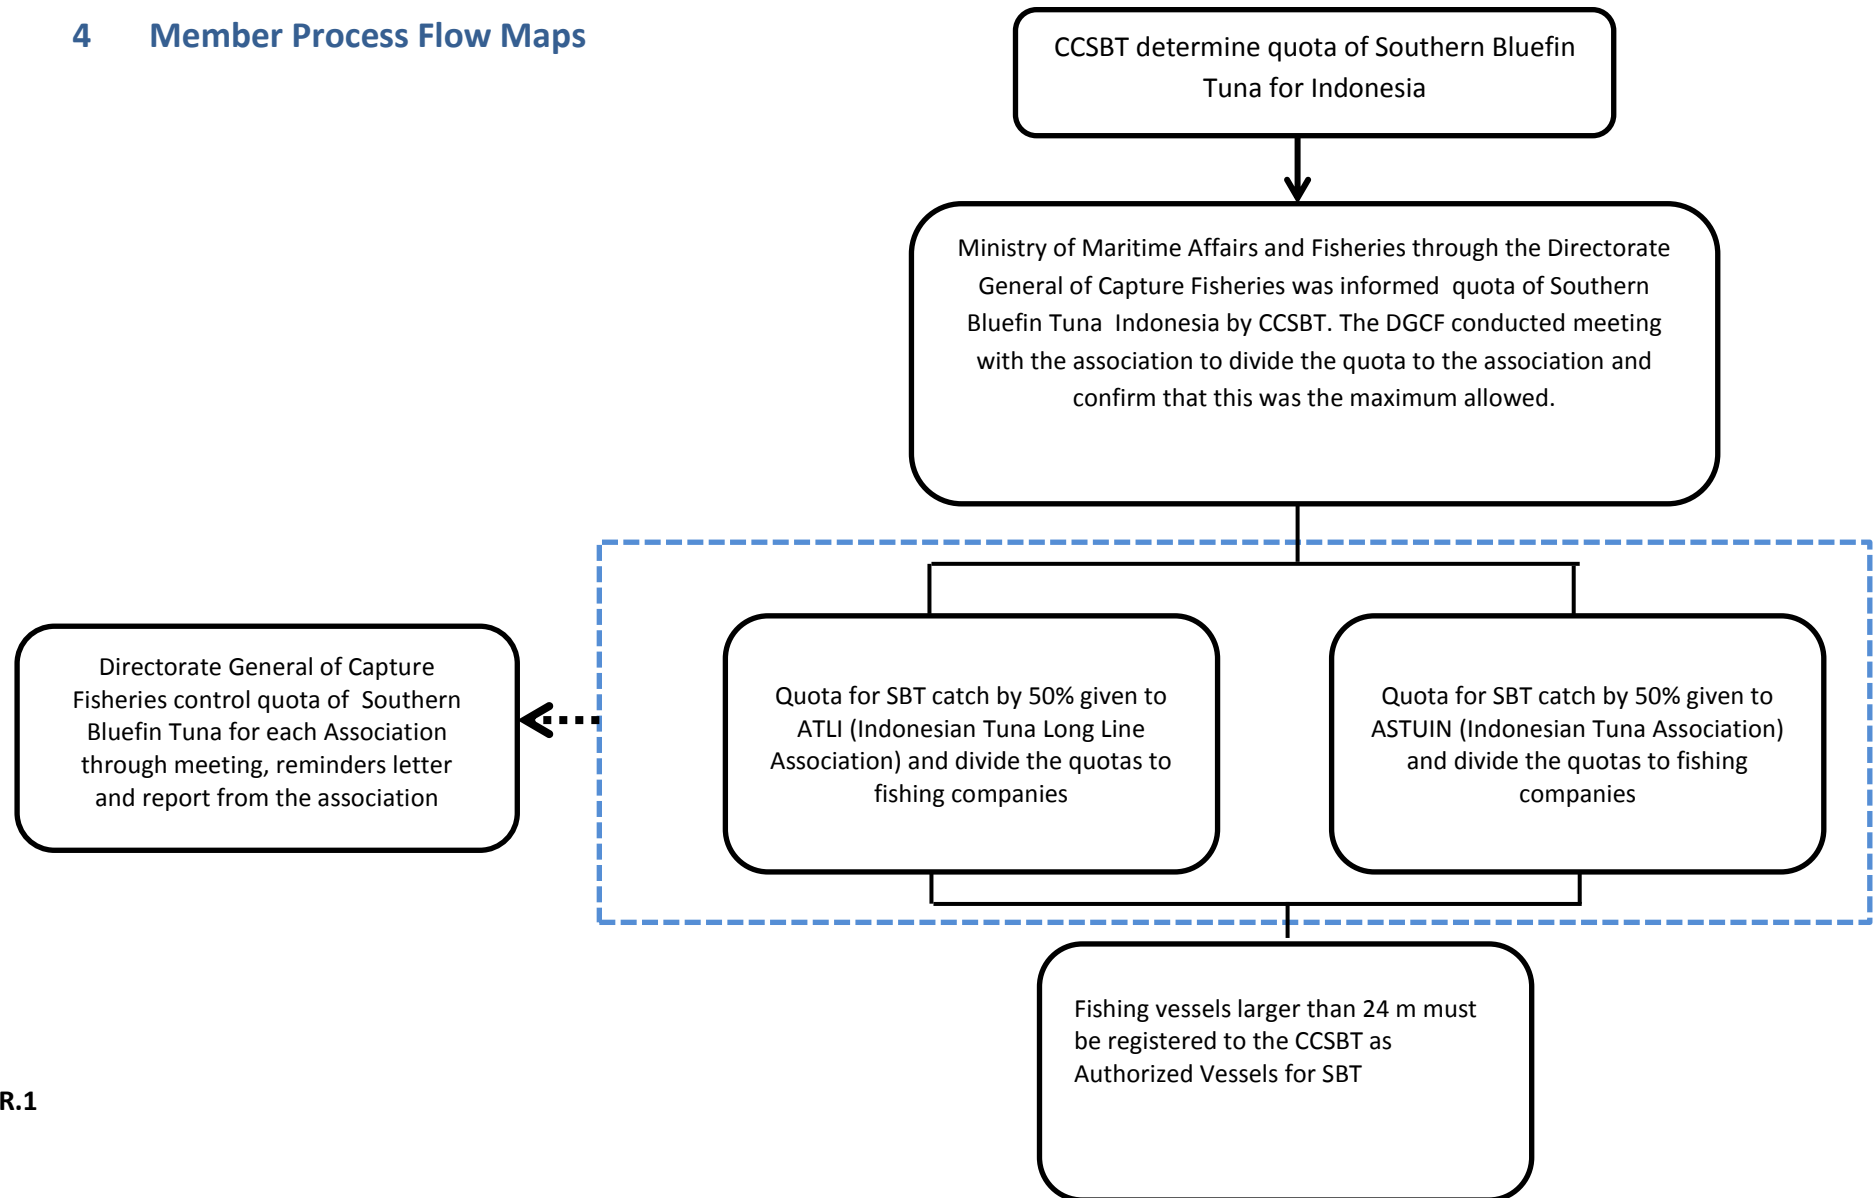 4 Member Process Flow Maps
CCSBT determine quota of Southern Bluefin
Tuna for Indonesia
Ministry of Maritime Affairs and Fisheries through the Directorate
General of Capture Fisheries was informed quota of Southern
Bluefin Tuna Indonesia by CCSBT. The DGCF conducted meeting
with the association to divide the quota to the association and
confirm that this was the maximum allowed.
Directorate General of Capture
Fisheries control quota of Southern
Bluefin Tuna for each Association
through meeting, reminders letter
and report from the association
Quota for SBT catch by 50% given to
ATLI (Indonesian Tuna Long Line
Association) and divide the quotas to
fishing companies
Quota for SBT catch by 50% given to
ASTUIN (Indonesian Tuna Association)
and divide the quotas to fishing
companies
Fishing vessels larger than 24 m must
be registered to the CCSBT as
Authorized Vessels for SBT
R.1